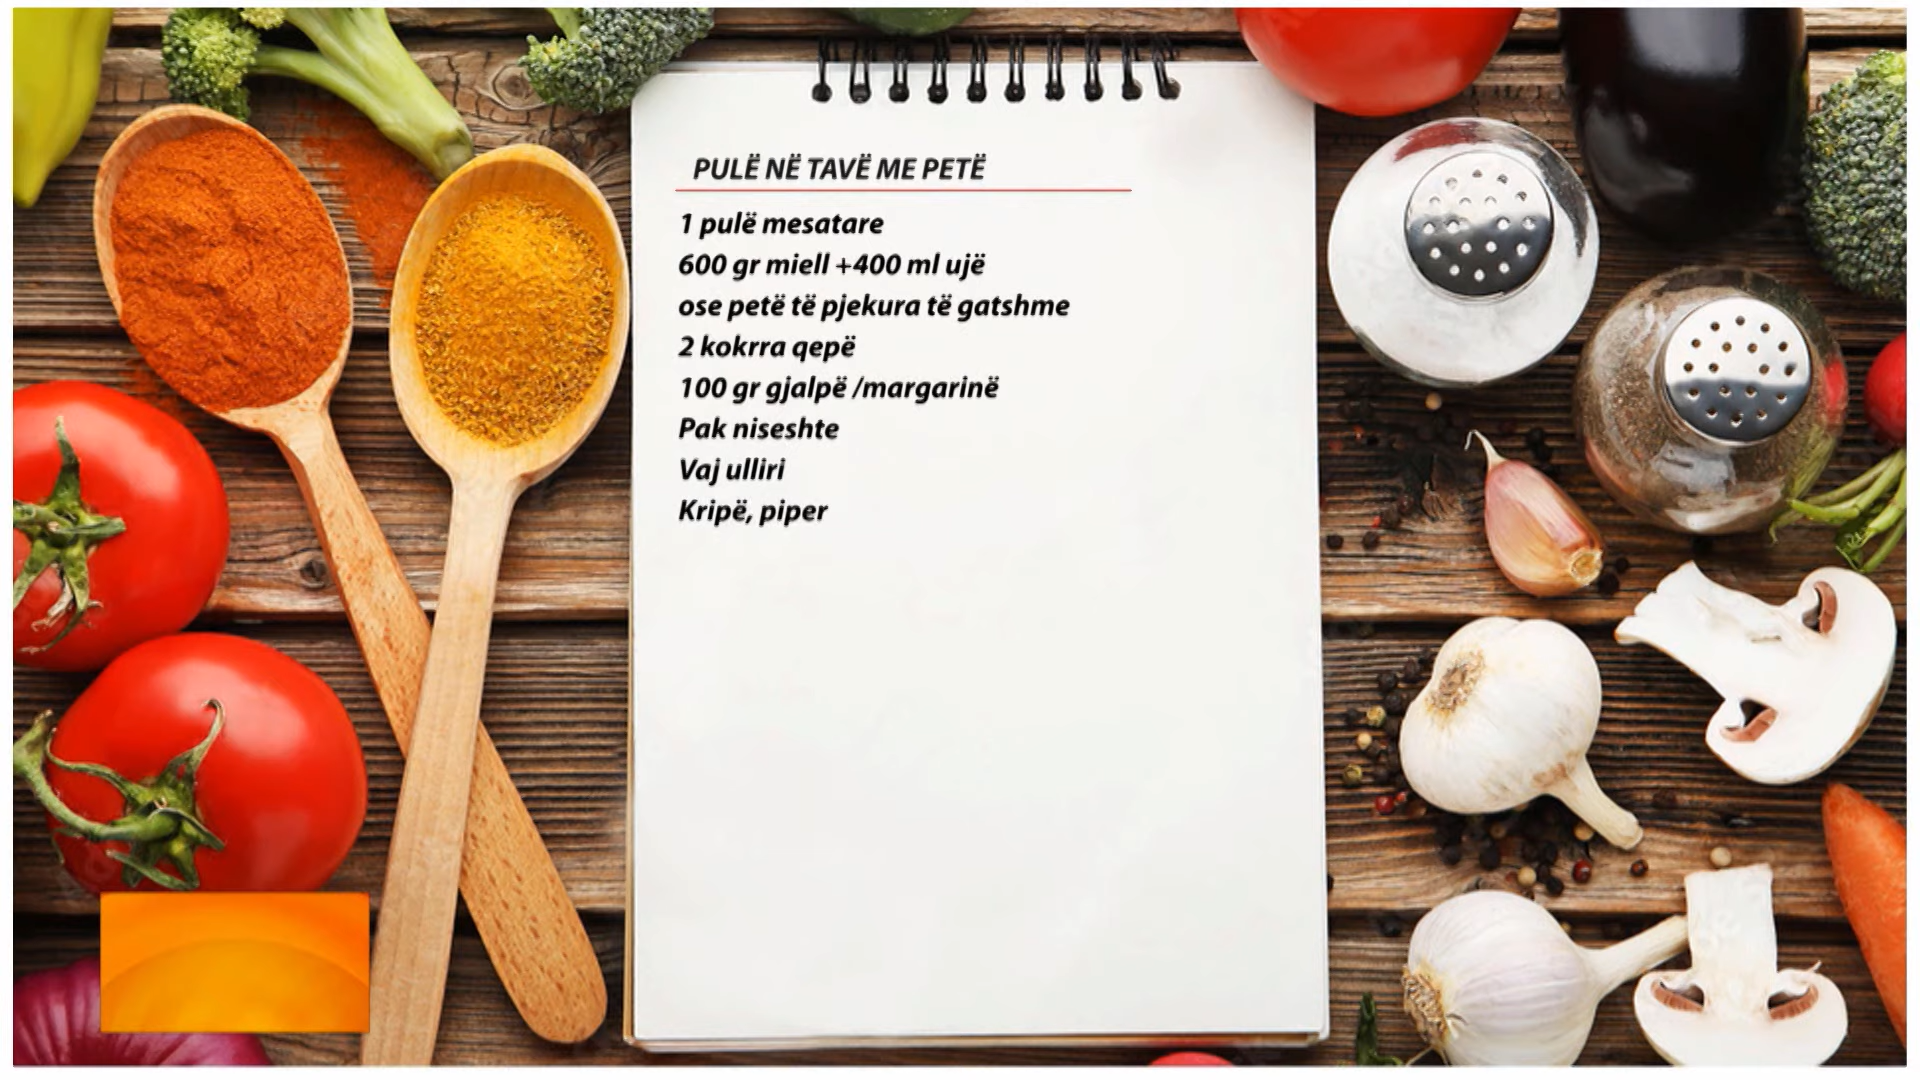 PULË NË TAVË ME PETË
1 pulë mesatare
600 gr miell +400 ml ujë
ose petë të pjekura të gatshme
2 kokrra qepë
100 gr gjalpë /margarinë
Pak niseshte
Vaj ulliri
Kripë, piper